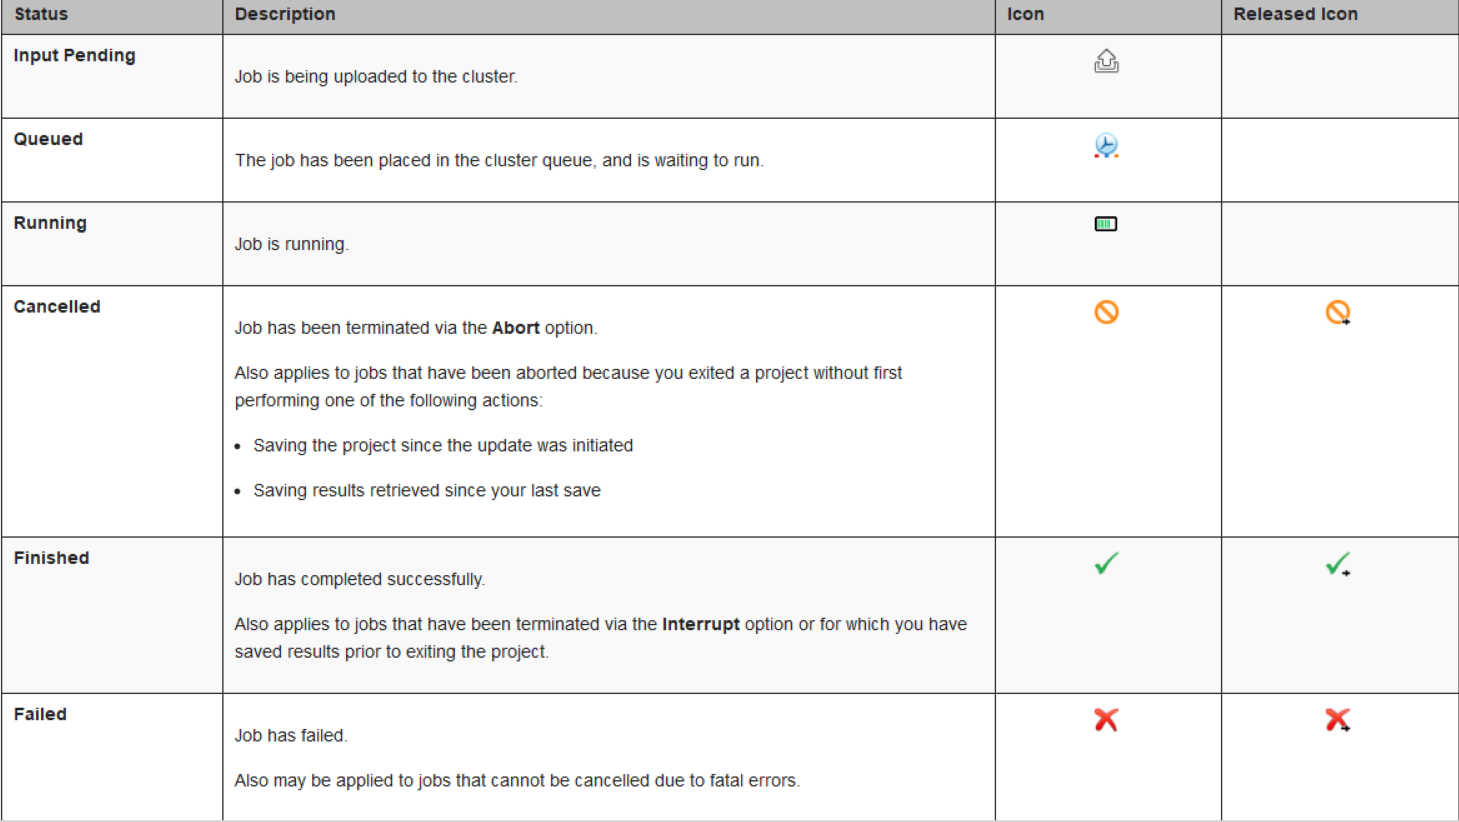 Status Description Icon Released Icon
Input Pending
Job is being uploaded to the cluster.
Queued
The job has been placed in the cluster queue, and is waiting to run.
Running
Job is running.
Cancelled
Job has been terminated via the Abort option.
Also applies to jobs that have been aborted because you exited a project without first
performing one of the following actions:
• Saving the project since the update was initiated
• Saving results retrieved since your last save
Finished
Job has completed successfully.
Also applies to jobs that have been terminated via the Interrupt option or for which you have
saved results prior to exiting the project.
Failed
Job has failed.
Also may be applied to jobs that cannot be cancelled due to fatal errors.